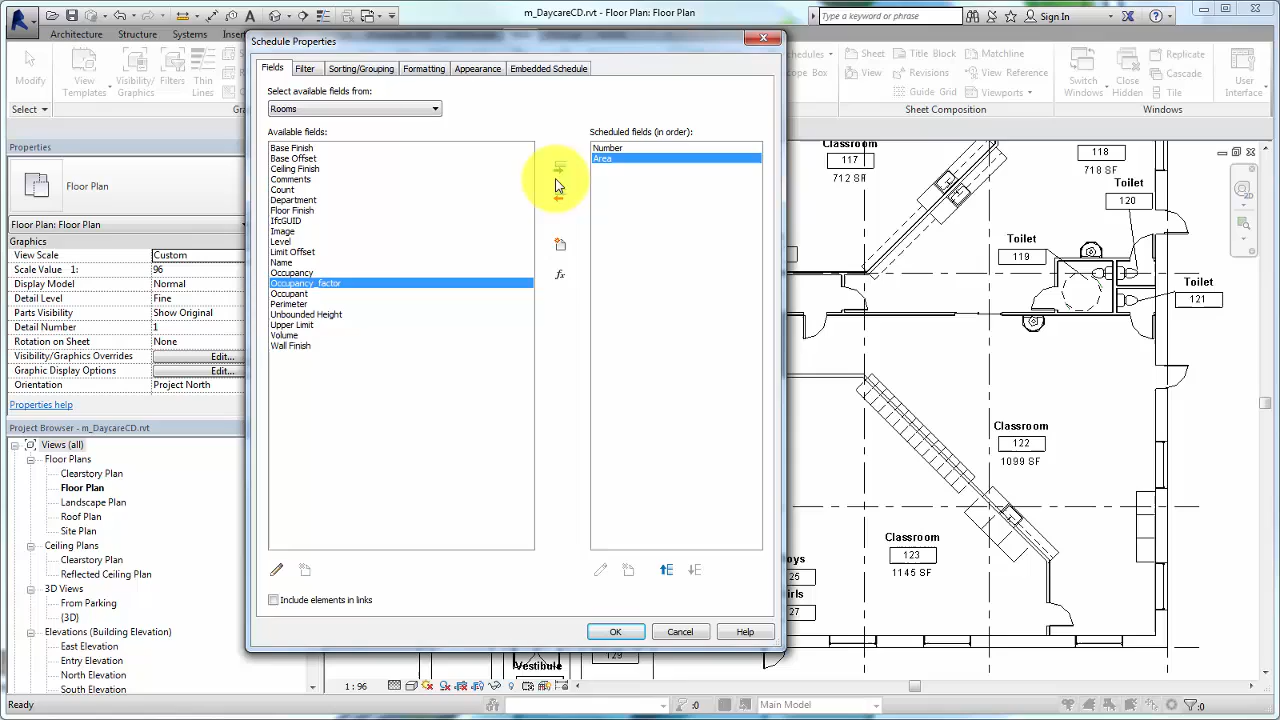 m_DaycareCD.rvt - Floor Plan: Floor Plan
Type a keyword or phrase
Sign In
Architecture Structure Systems
Modify
View Templates
Visibility/ Graphics
Filters
Thin Lines
Select
Sheet
View
Title Block
Revisions
Guide Grid
Matchline
View Reference
Viewports
Sheet Composition
Switch Windows
Close Hidden
Replicate
Cascade
Tile
User Interface
Windows
Schedule Properties
Fields Filter Sorting/Grouping Formatting Appearance Embedded Schedule
Select available fields from:
Rooms
Available fields:
Base Finish
Base Offset
Ceiling Finish
Comments
Count
Department
Floor Finish
IfcGUID
Image
Level
Limit Offset
Name
Occupancy
Occupancy_factor
Occupant
Perimeter
Unbounded Height
Upper Limit
Volume
Wall Finish
fx
Scheduled fields (in order):
Number
Area
Include elements in links
OK Cancel Help
Properties
Floor Plan
Floor Plan: Floor Plan
Graphics
View Scale Custom
Scale Value 1: 96
Display Model Normal
Detail Level Fine
Parts Visibility Show Original
Detail Number 1
Rotation on Sheet None
Visibility/Graphics Overrides Edit...
Graphic Display Options Edit...
Orientation Project North
Properties help
Project Browser - m_DaycareCD.rvt
Views (all)
Floor Plans
Clearstory Plan
Floor Plan
Landscape Plan
Roof Plan
Site Plan
Ceiling Plans
Clearstory Plan
Reflected Ceiling Plan
3D Views
From Parking
{3D}
Elevations (Building Elevation)
East Elevation
Entry Elevation
North Elevation
South Elevation
Classroom
117
712 SF
118
718 SF
Toilet
120
Toilet
119
Toilet
121
Classroom
122
1099 SF
Classroom
123
1145 SF
Vestibule
129
1 : 96
Ready
:0
Main Model
:0